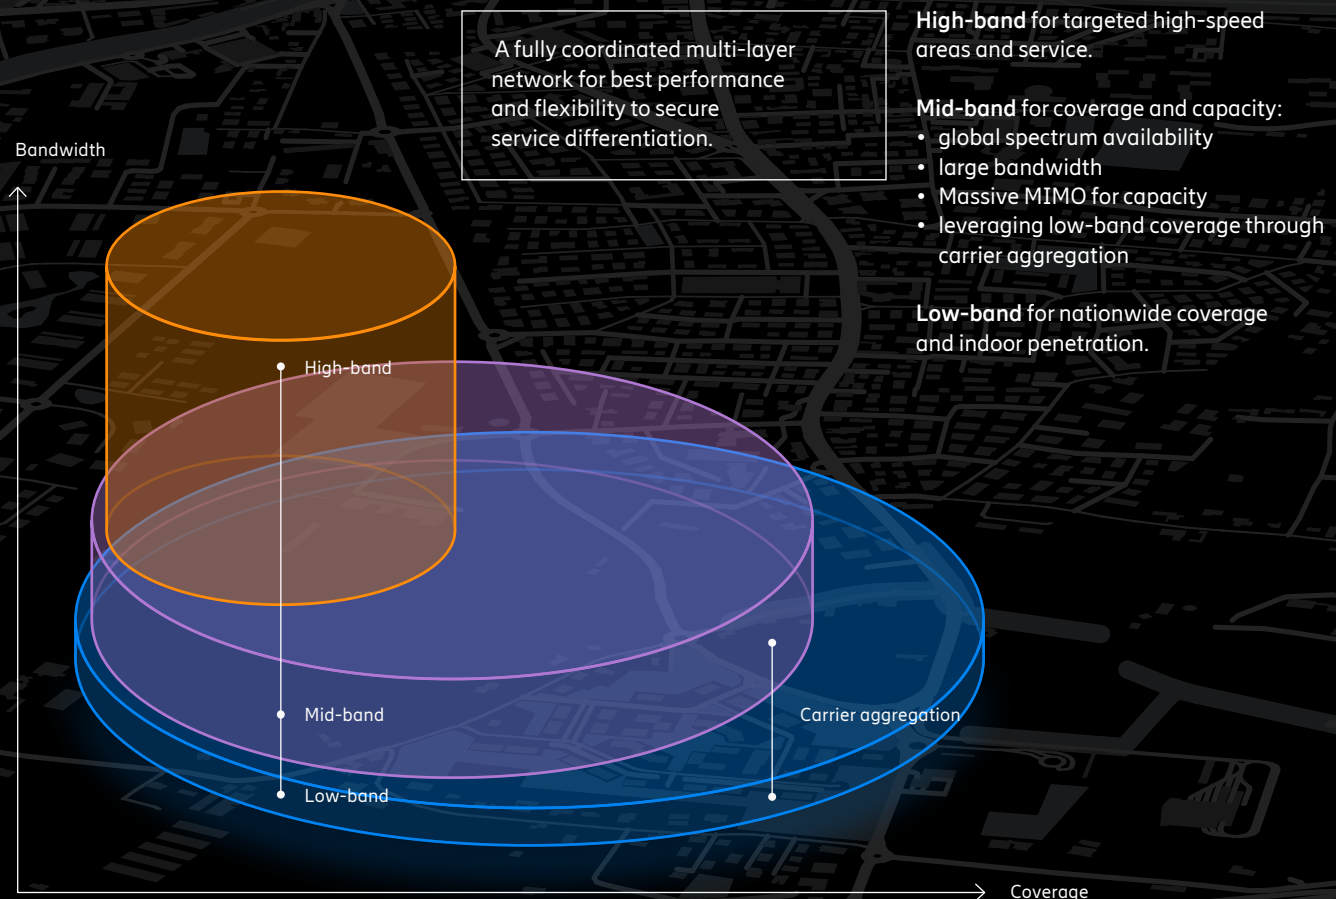 A fully coordinated multi-layer
network for best performance
and flexibility to secure
service differentiation.
High-band for targeted high-speed
areas and service.
Mid-band for coverage and capacity:
• global spectrum availability
• large bandwidth
• Massive MIMO for capacity
• leveraging low-band coverage through
carrier aggregation
Low-band for nationwide coverage
and indoor penetration.
Bandwidth
High-band
Mid-band
Carrier aggregation
Low-band
Coverage